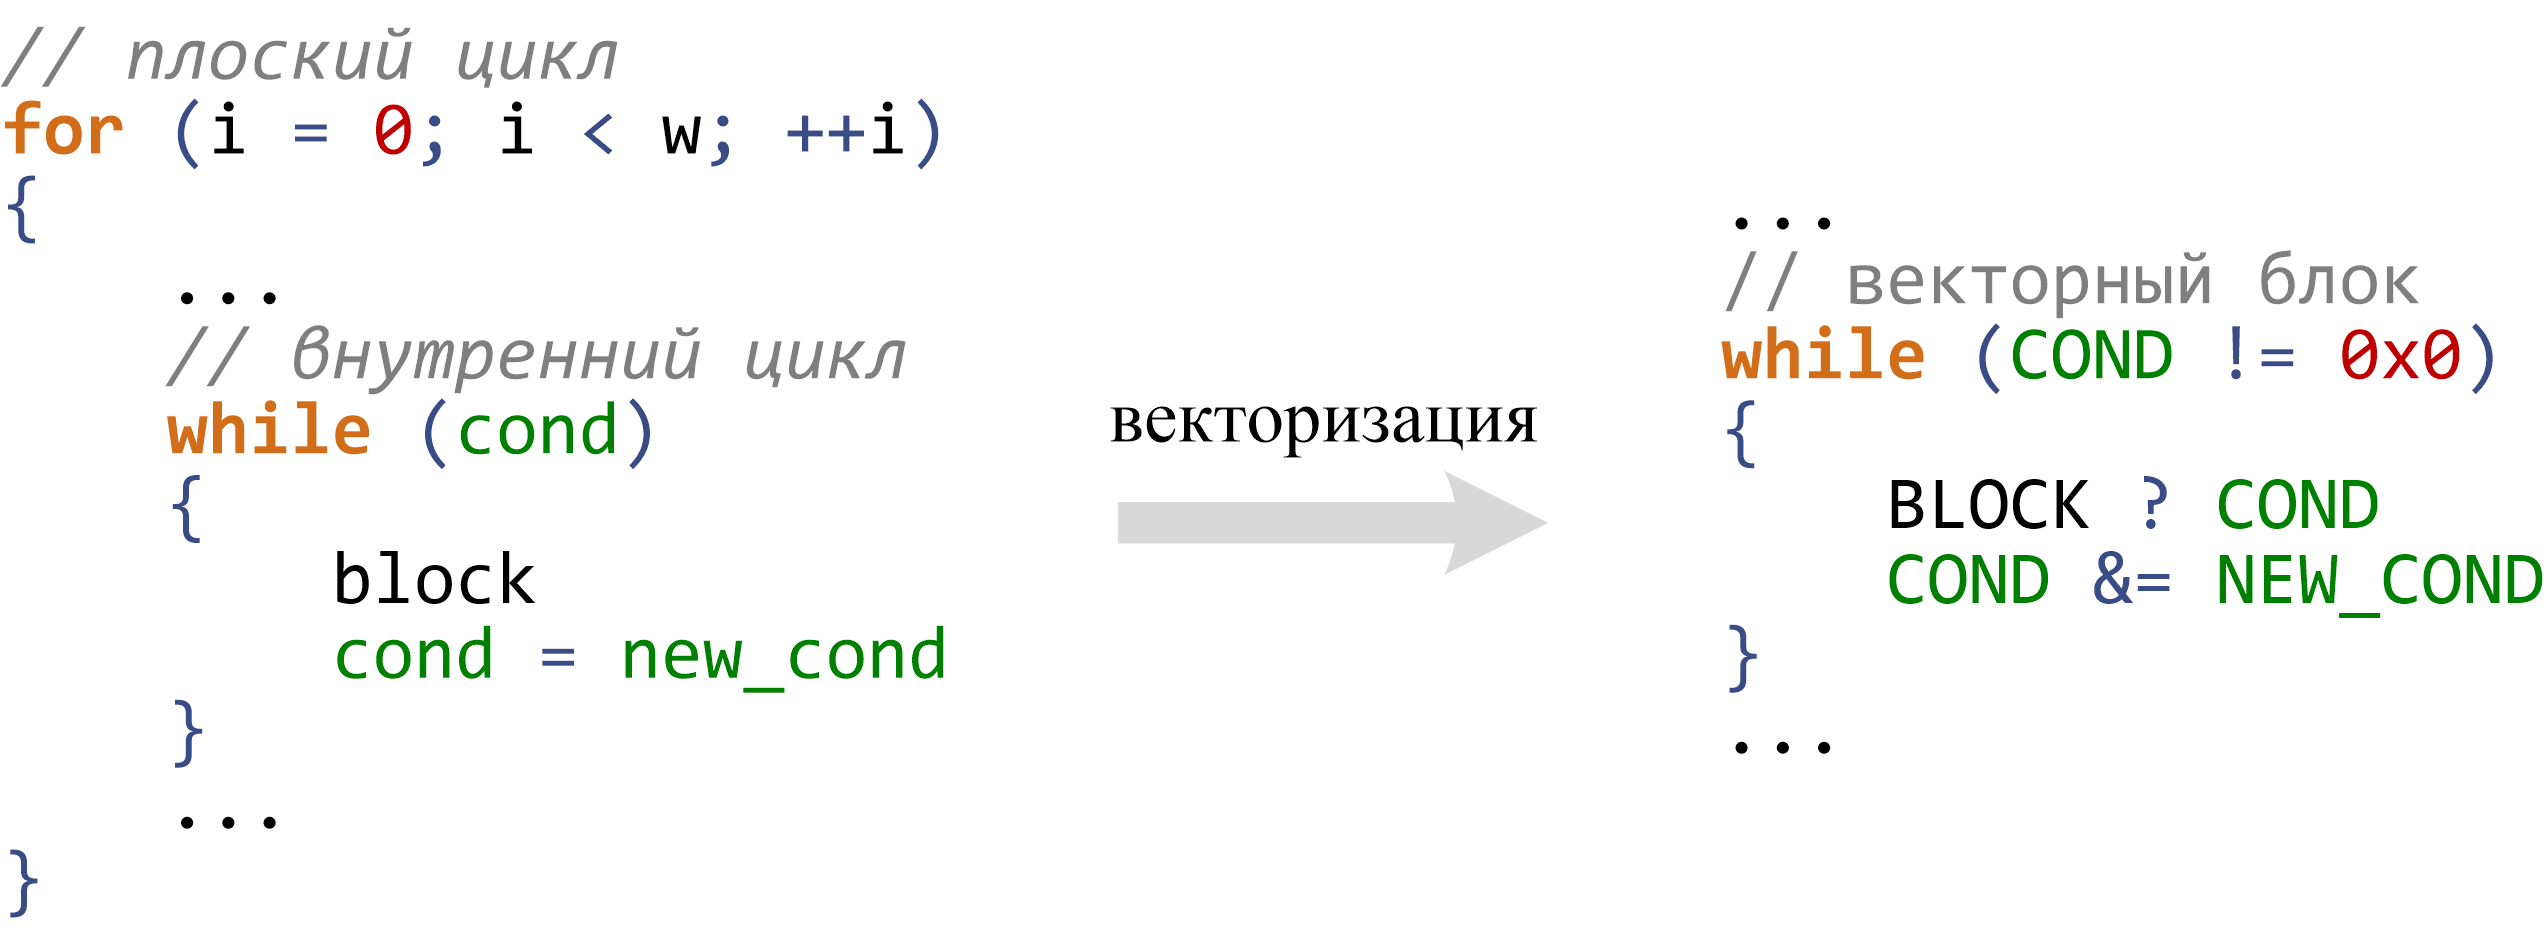 // плоский цикл
for (i = 0; i < w; ++i)
{
...
// внутренний цикл
while (cond)
{
block
cond = new_cond
}
...
}
векторизация
...
// векторный блок
while (COND != 0x0)
{
BLOCK ? COND
COND &= NEW_COND
}
...